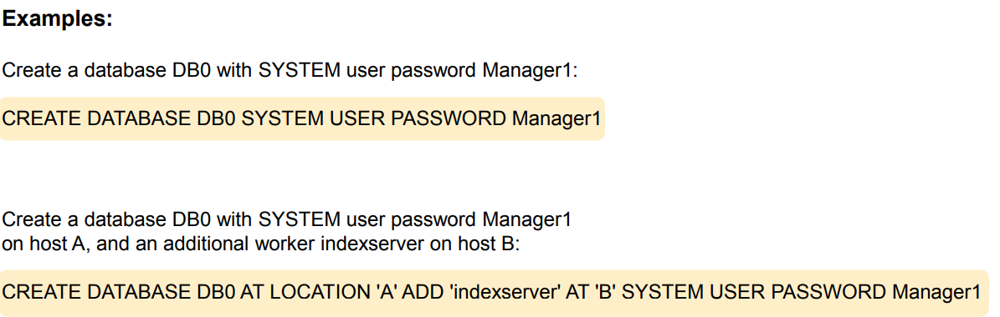 Examples:
Create a database DB0 with SYSTEM user password Manager1:
CREATE DATABASE DB0 SYSTEM USER PASSWORD Manager1
Create a database DB0 with SYSTEM user password Manager1
on host A, and an additional worker indexserver on host B:
CREATE DATABASE DB0 AT LOCATION 'A' ADD 'indexserver' AT 'B' SYSTEM USER PASSWORD Manager1